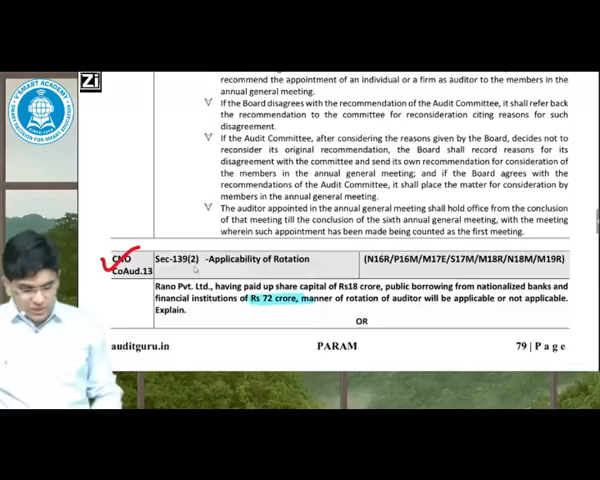 V SMART ACADEMY
SMART DECISION FOR SMART EDUCATION
Zi
recommend the appointment of an individual or a firm as auditor to the members in the
annual general meeting.
If the Board disagrees with the recommendation of the Audit Committee, it shall refer back
the recommendation to the committee for reconsideration citing reasons for such
disagreement.
If the Audit Committee, after considering the reasons given by the Board, decides not to
reconsider its original recommendation, the Board shall record reasons for its
disagreement with the committee and send its own recommendation for consideration of
the members in the annual general meeting; and if the Board agrees with the
recommendations of the Audit Committee, it shall place the matter for consideration by
members in the annual general meeting.
The auditor appointed in the annual general meeting shall hold office from the conclusion
of that meeting till the conclusion of the sixth annual general meeting, with the meeting
wherein such appointment has been made being counted as the first meeting.
CNO Sec-139(2) -Applicability of Rotation (N16R/P16M/M17E/S17M/M18R/N18M/M19R)
CoAud.13
Rano Pvt. Ltd., having paid up share capital of Rs18 crore, public borrowing from nationalized banks and
financial institutions of Rs 72 crore, manner of rotation of auditor will be applicable or not applicable.
Explain.
OR
auditguru.in PARAM 79 | Page